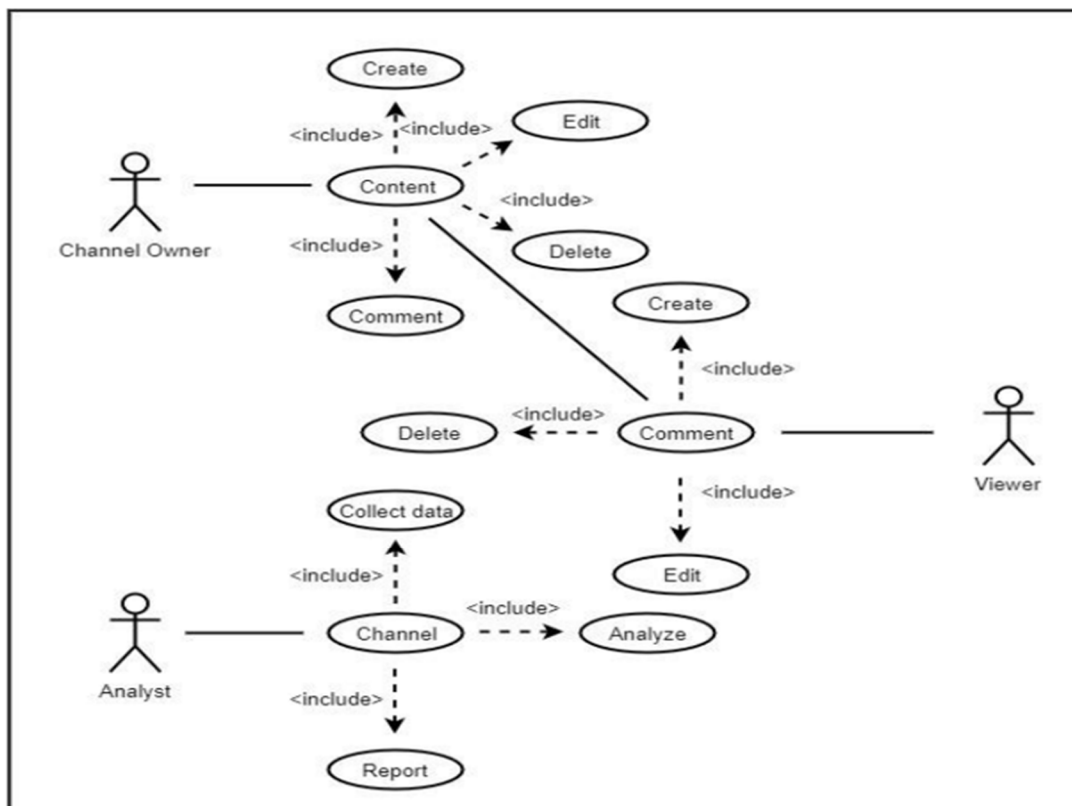 Create
<include>
<include>
Edit
Content
<include>
Channel Owner
<include>
Delete
Comment
Create
<include>
Delete
<include>
Comment
Viewer
<include>
Collect data
Edit
<include>
<include>
Channel
Analyze
Analyst
<include>
Report